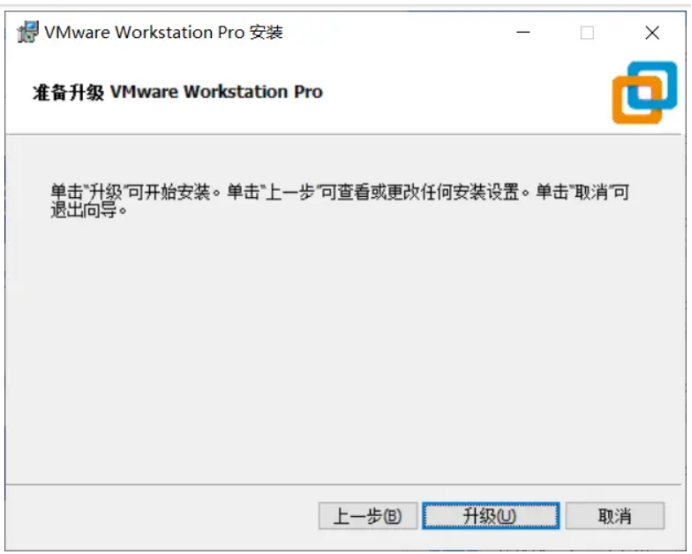 VMware Workstation Pro 安装
准备升级 VMware Workstation Pro
单击“升级”可开始安装。单击“上一步”可查看或更改任何安装设置。单击“取消”可
退出向导。
上一步(B) 升级(U) 取消